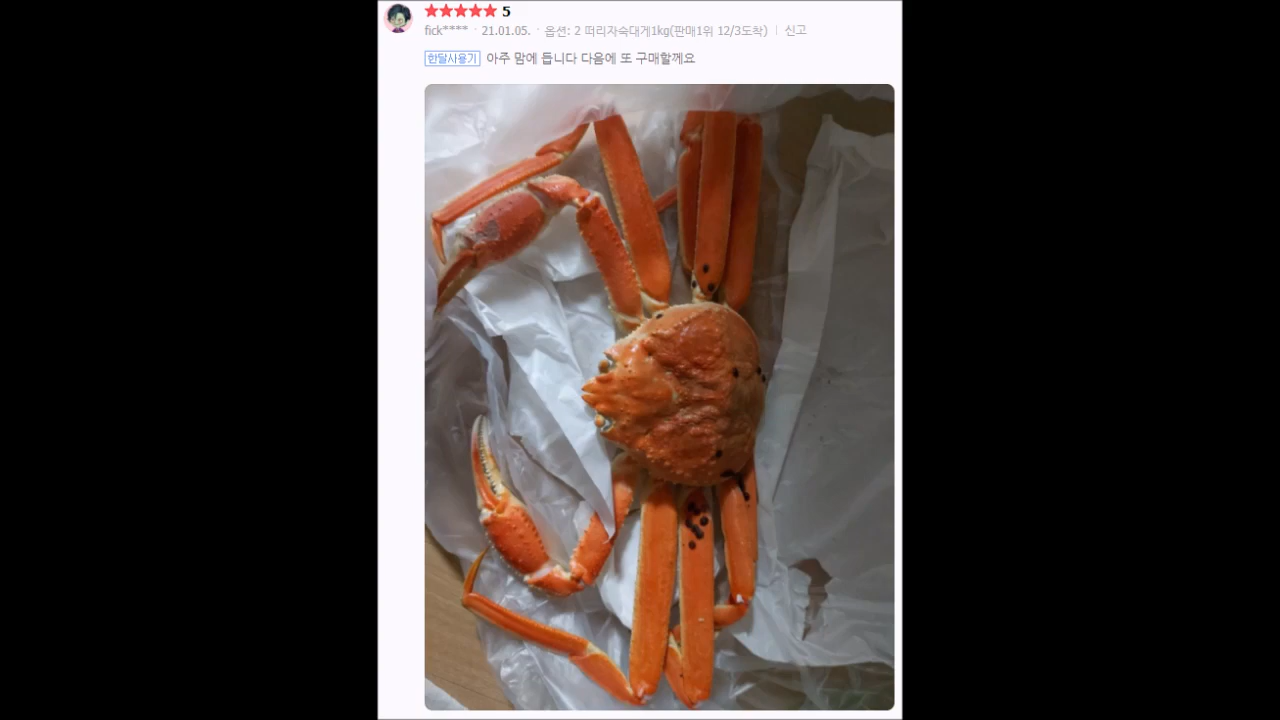 5
fick**** · 21.01.05. · 옵션: 2 떠리자숙대게1kg(판매1위 12/3도착) | 신고
한달사용기 아주 맘에 듭니다 다음에 또 구매할께요